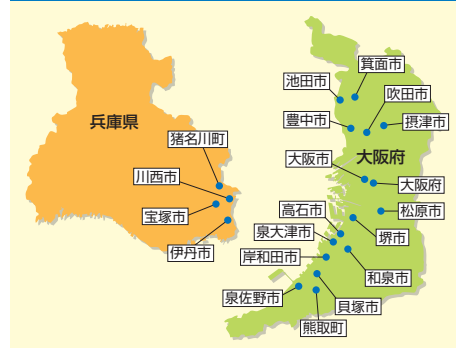 兵庫県
猪名川町
川西市
宝塚市
伊丹市
池田市
箕面市
吹田市
豊中市
摂津市
大阪府
大阪市
大阪府
松原市
高石市
堺市
泉大津市
岸和田市
和泉市
泉佐野市
貝塚市
熊取町